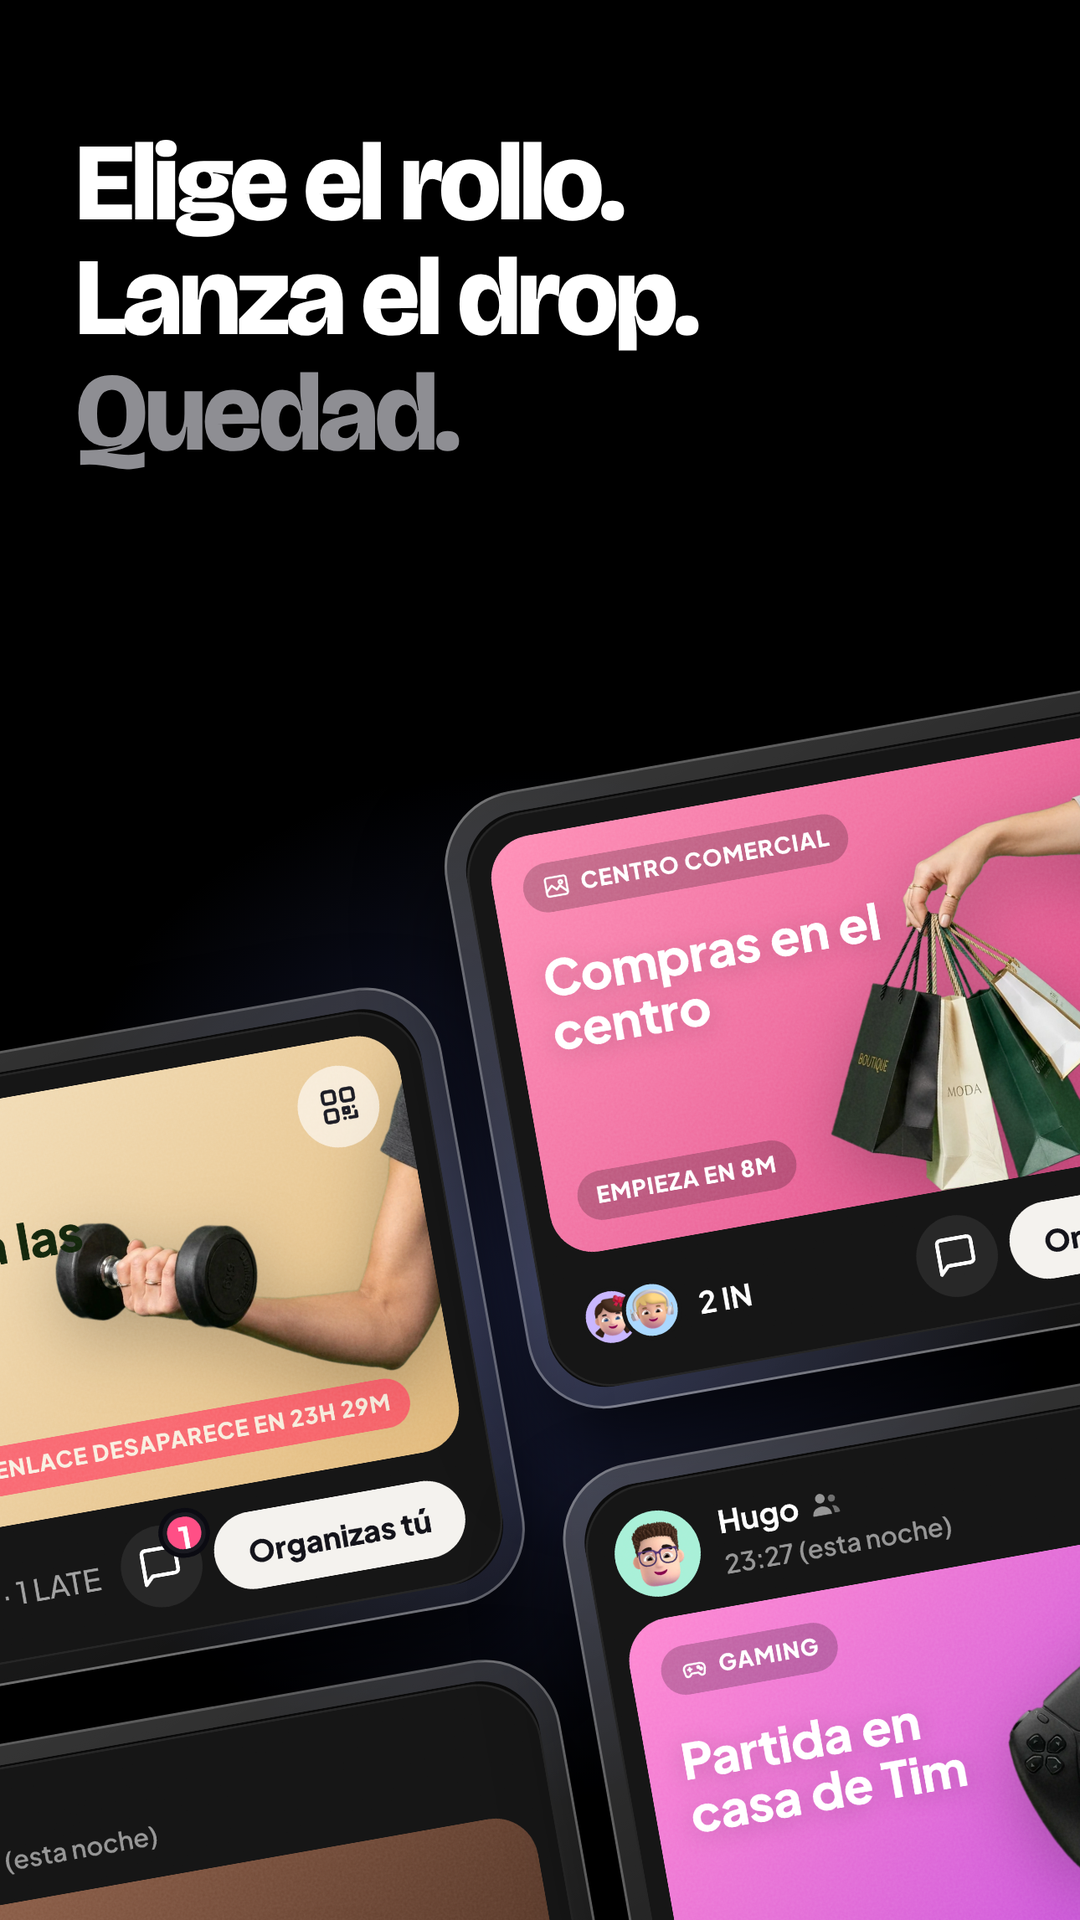 Elige el rollo.
Lanza el drop.
Quedad.
CENTRO COMERCIAL
Compras en el
centro
BOUTIQUE
MODA
EMPIEZA EN 8M
2 IN
las
ENLACE DESAPARECE EN 23H 29M
· 1 LATE
1
Organizas tú
Hugo
23:27 (esta noche)
GAMING
Partida en
casa de Tim
(esta noche)